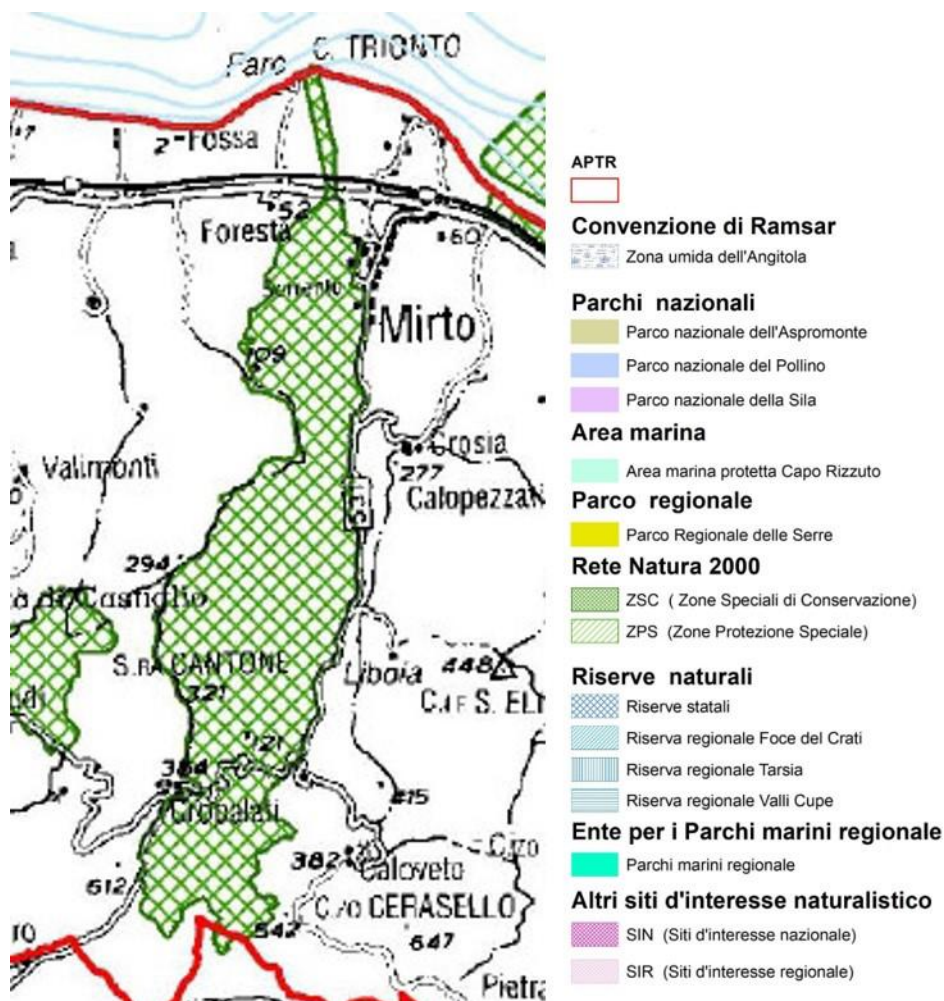 C. TRIONTO
Faro
2
Fossa
52
Foresta
60
Mirto
109
Crosia
277
Valimonti
Calopezzati
294
di Castiglio
S.RA CANTONE
Liboia
448
321
C.LE S. ELI
121
384
Cropalati
415
382
Caloveto
612
C.ZO CERASELLO
542
647
Pietra
APTR
Convenzione di Ramsar
Zona umida dell'Angitola
Parchi nazionali
Parco nazionale dell'Aspromonte
Parco nazionale del Pollino
Parco nazionale della Sila
Area marina
Area marina protetta Capo Rizzuto
Parco regionale
Parco Regionale delle Serre
Rete Natura 2000
ZSC ( Zone Speciali di Conservazione)
ZPS (Zone Protezione Speciale)
Riserve naturali
Riserve statali
Riserva regionale Foce del Crati
Riserva regionale Tarsia
Riserva regionale Valli Cupe
Ente per i Parchi marini regionale
Parchi marini regionale
Altri siti d'interesse naturalistico
SIN (Siti d'interesse nazionale)
SIR (Siti d'interesse regionale)